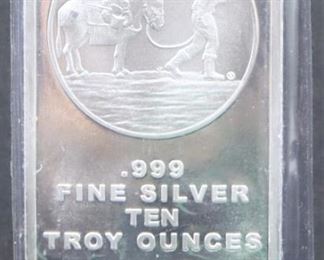 .999
FINE SILVER
TEN
TROY OUNCES